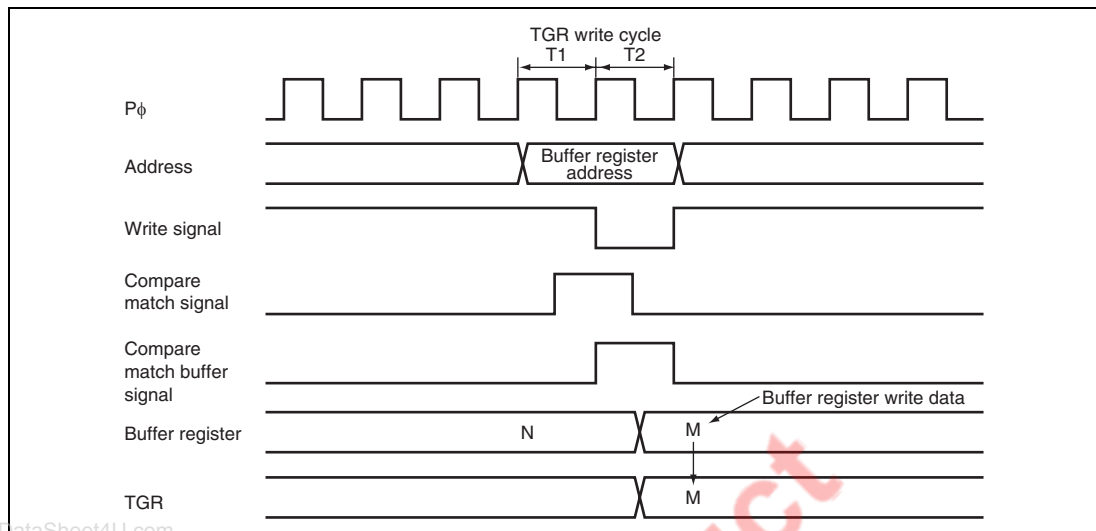 TGR write cycle
T1 T2
Pϕ
Address
Buffer register
address
Write signal
Compare
match signal
Compare
match buffer
signal
Buffer register write data
Buffer register
N
M
TGR
M
DataSheet4U.com